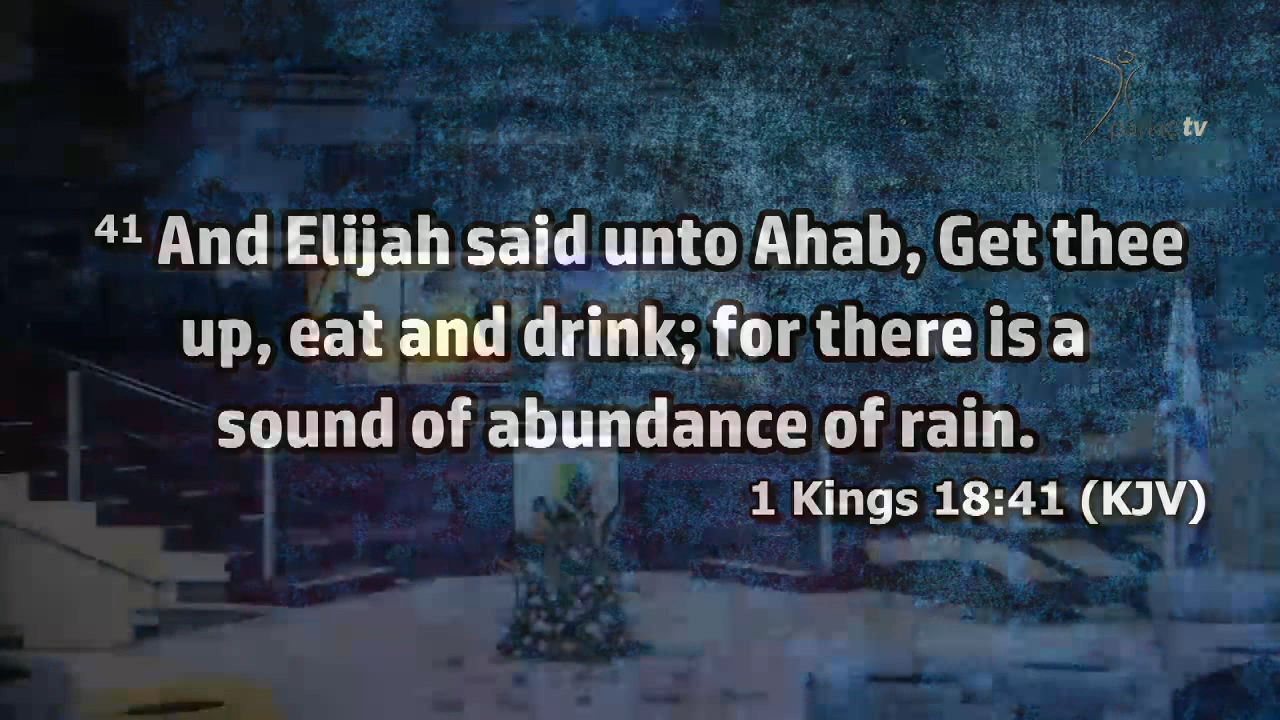 tv
41 And Elijah said unto Ahab, Get thee
up, eat and drink; for there is a
sound of abundance of rain.
1 Kings 18:41 (KJV)